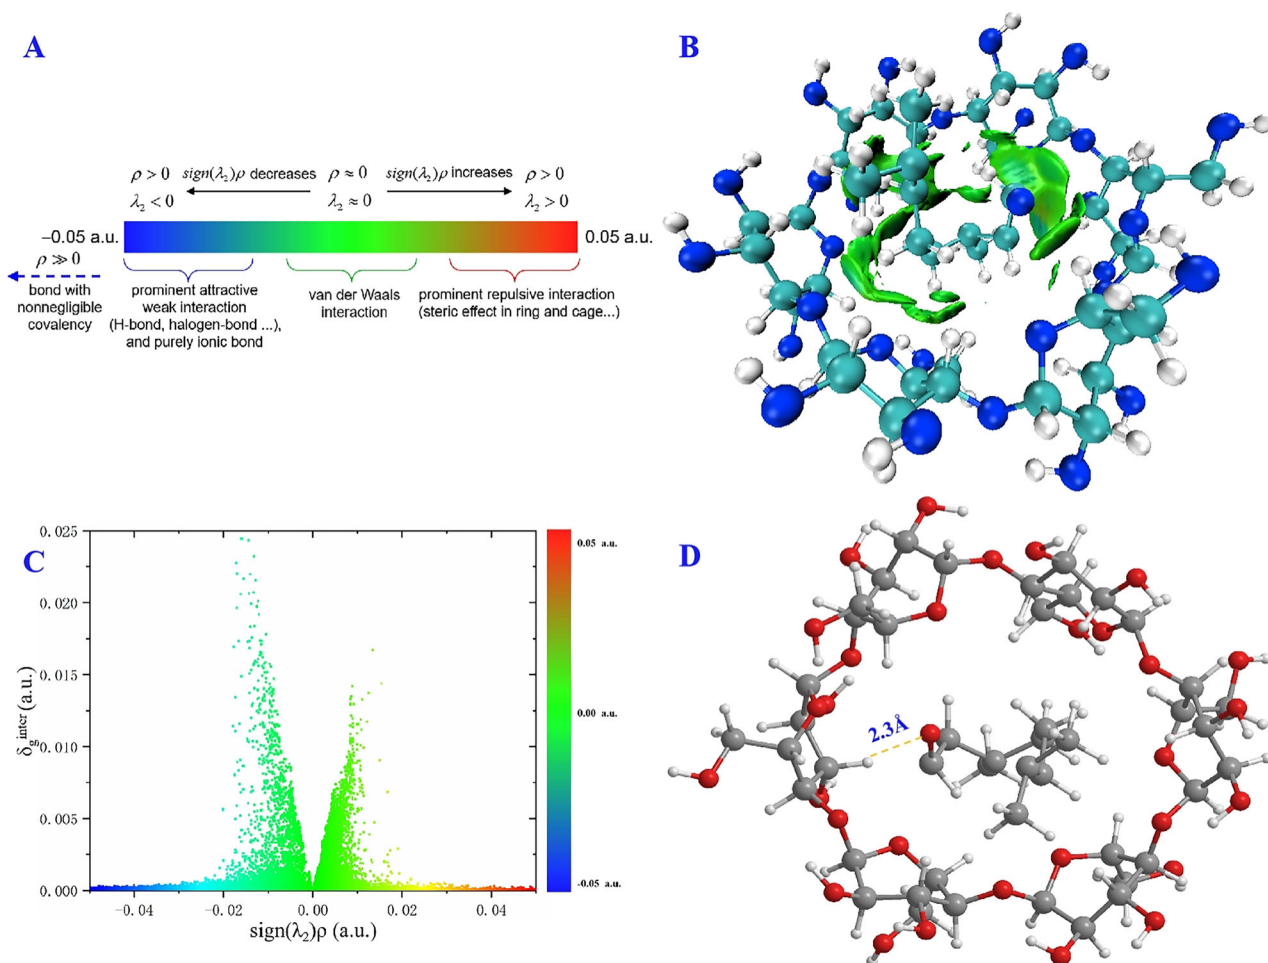 A
ρ > 0 sign(λ₂)ρ decreases ρ ≈ 0 sign(λ₂)ρ increases ρ > 0
λ₂ < 0 λ₂ ≈ 0 λ₂ > 0
−0.05 a.u. 0.05 a.u.
ρ ≫ 0
bond with
nonnegligible
covalency
prominent attractive
weak interaction
(H-bond, halogen-bond ...),
and purely ionic bond
van der Waals
interaction
prominent repulsive interaction
(steric effect in ring and cage...)
B
C
0.025
0.020
0.015
0.010
0.005
0.000
δg^inter (a.u.)
−0.04 −0.02 0.00 0.02 0.04
sign(λ₂)ρ (a.u.)
0.05 a.u.
0.00 a.u.
-0.05 a.u.
D
2.3Å